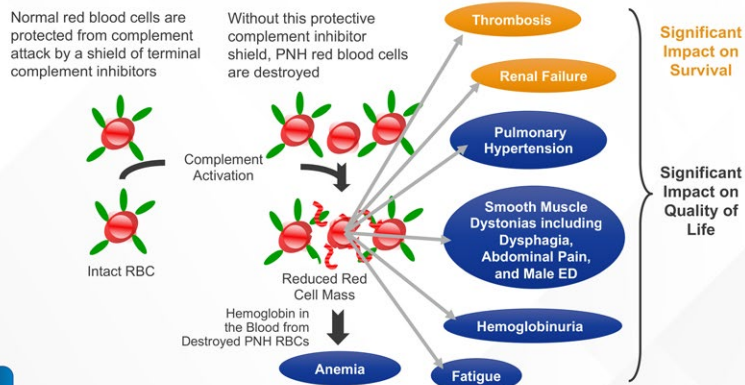 Normal red blood cells are
protected from complement
attack by a shield of terminal
complement inhibitors
Without this protective
complement inhibitor
shield, PNH red blood cells
are destroyed
Complement
Activation
Intact RBC
Reduced Red
Cell Mass
Hemoglobin in
the Blood from
Destroyed PNH RBCs
Anemia
Thrombosis
Renal Failure
Pulmonary
Hypertension
Smooth Muscle
Dystonias including
Dysphagia,
Abdominal Pain,
and Male ED
Hemoglobinuria
Fatigue
Significant
Impact on
Survival
Significant
Impact on
Quality of
Life